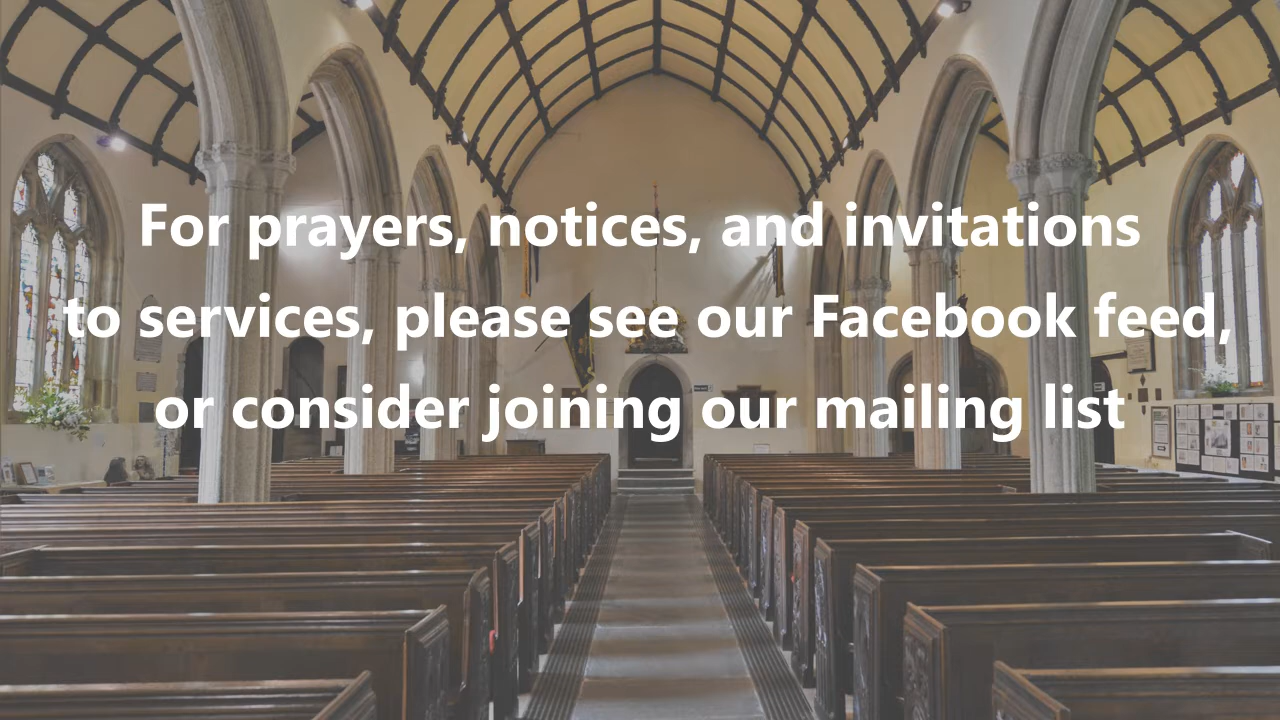 For prayers, notices, and invitations
to services, please see our Facebook feed,
or consider joining our mailing list